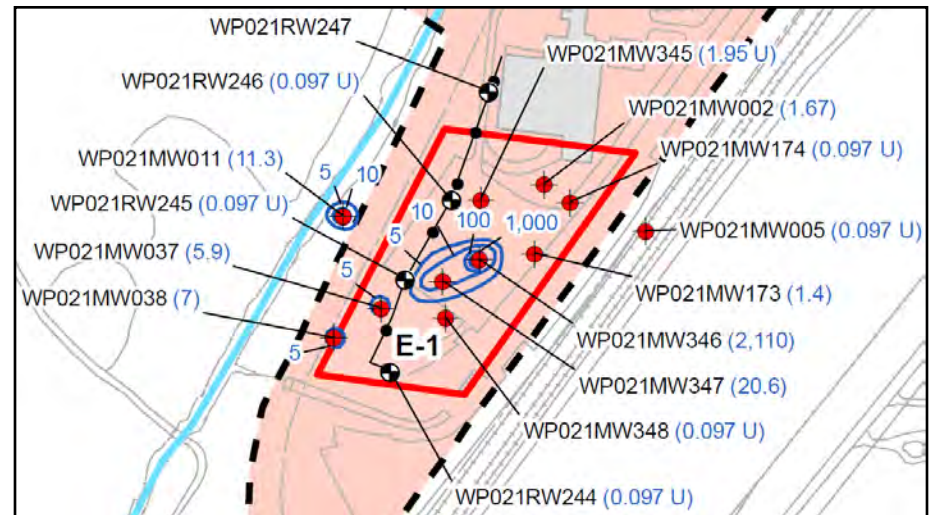 WP021RW247
WP021MW345 (1.95 U)
WP021RW246 (0.097 U)
WP021MW002 (1.67)
WP021MW174 (0.097 U)
WP021MW011 (11.3)
5
10
WP021RW245 (0.097 U)
10
100
1,000
WP021MW005 (0.097 U)
WP021MW037 (5.9)
5
5
WP021MW173 (1.4)
WP021MW038 (7)
5
E-1
WP021MW346 (2,110)
WP021MW347 (20.6)
WP021MW348 (0.097 U)
WP021RW244 (0.097 U)